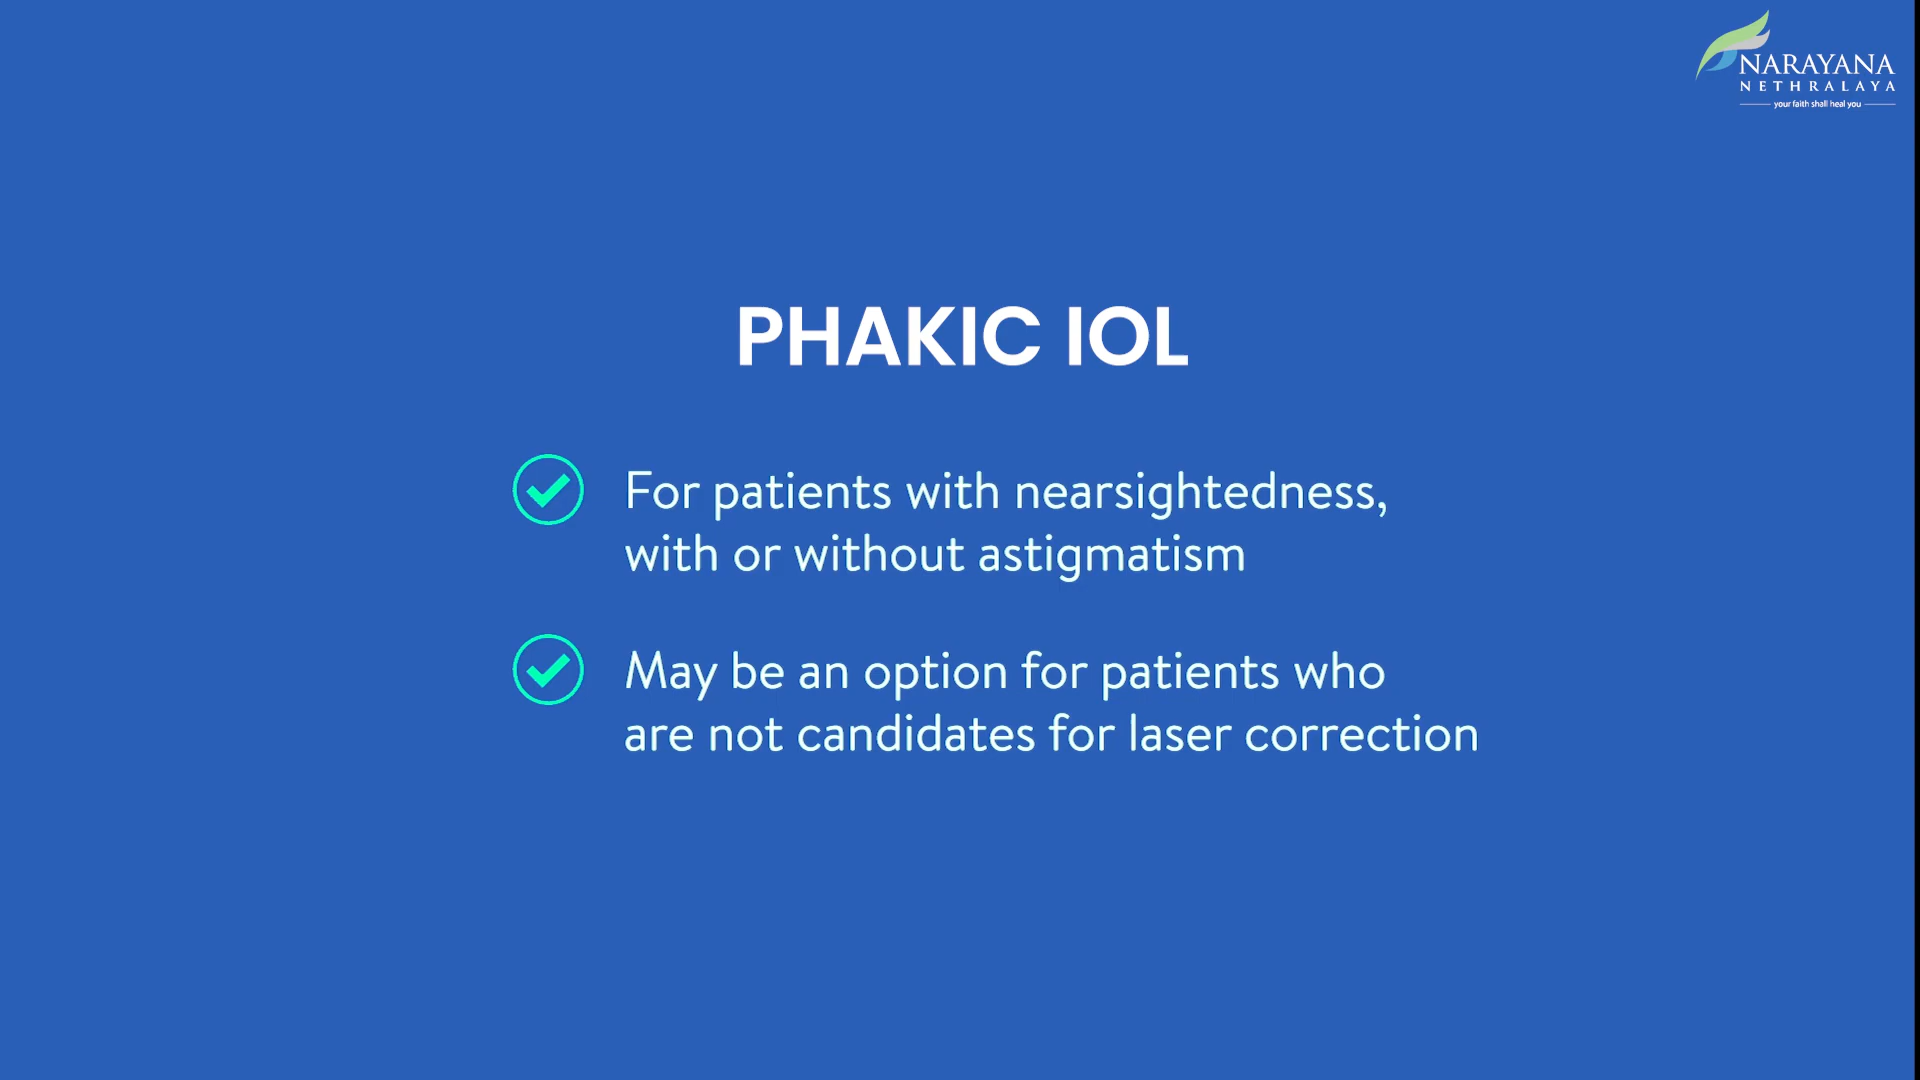 NARAYANA
NETHRALAYA
your faith shall heal you
PHAKIC IOL
For patients with nearsightedness,
with or without astigmatism
May be an option for patients who
are not candidates for laser correction